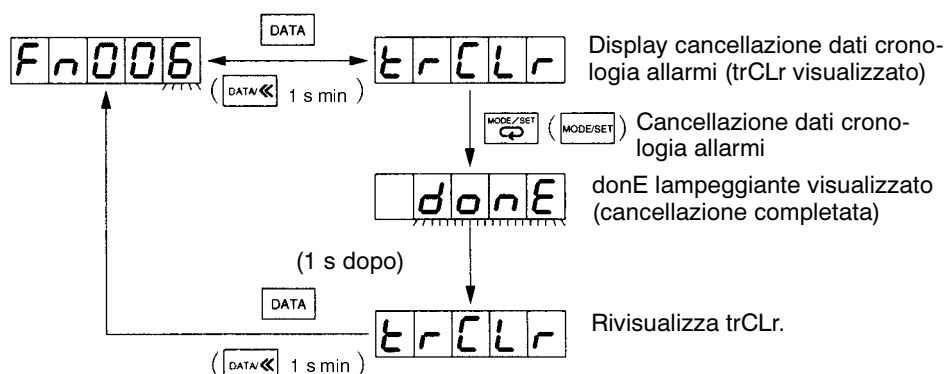 DATA
Fn006
trCLr
Display cancellazione dati crono-
logia allarmi (trCLr visualizzato)
( DATA/≪ 1 s min )
MODE/SET ( MODE/SET ) Cancellazione dati crono-
logia allarmi
donE
donE lampeggiante visualizzato
(cancellazione completata)
(1 s dopo)
DATA
trCLr
Rivisualizza trCLr.
( DATA/≪ 1 s min )